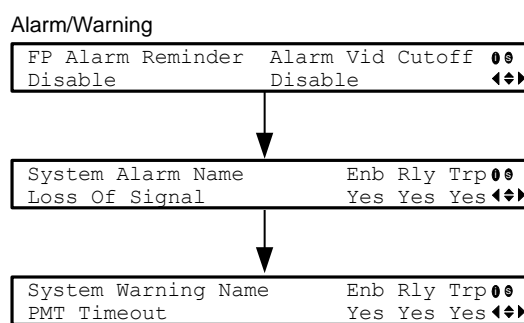 Alarm/Warning
FP Alarm Reminder Alarm Vid Cutoff
Disable Disable
System Alarm Name Enb Rly Trp
Loss Of Signal Yes Yes Yes
System Warning Name Enb Rly Trp
PMT Timeout Yes Yes Yes